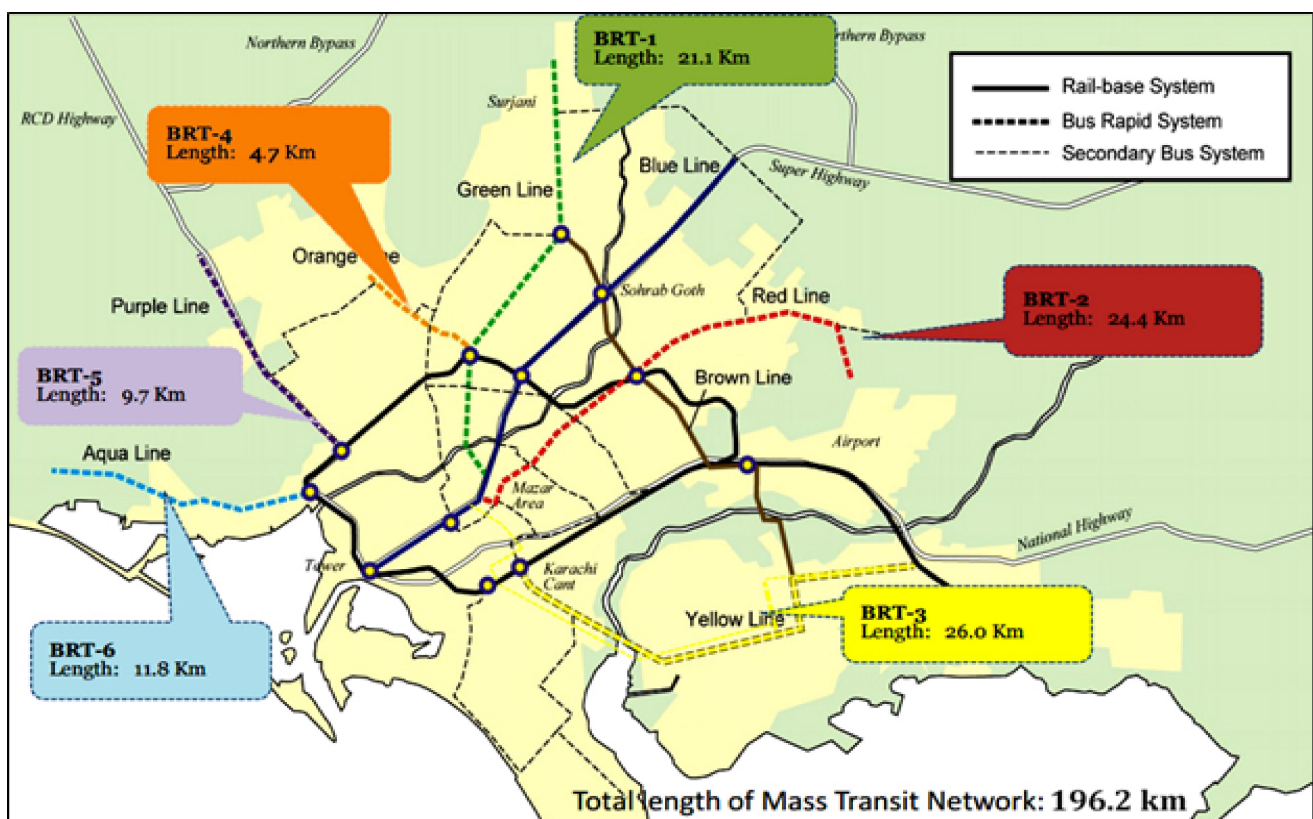 Northern Bypass
BRT-1
Length: 21.1 Km
rthern Bypass
RCD Highway
Surjani
Rail-base System
Bus Rapid System
Secondary Bus System
BRT-4
Length: 4.7 Km
Green Line
Blue Line
Super Highway
Orange Line
Purple Line
Sohrab Goth
Red Line
BRT-2
Length: 24.4 Km
BRT-5
Length: 9.7 Km
Brown Line
Aqua Line
Airport
Mazar
Area
National Highway
Tower
Karachi
Cant
Yellow Line
BRT-3
Length: 26.0 Km
BRT-6
Length: 11.8 Km
Total length of Mass Transit Network: 196.2 km